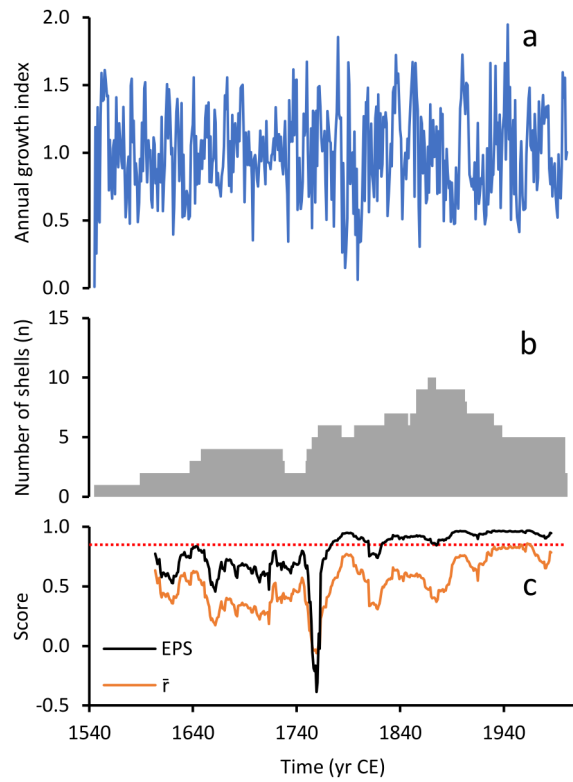 a
Annual growth index
2.0
1.5
1.0
0.5
0.0
b
Number of shells (n)
15
10
5
0
c
Score
1.0
0.5
0.0
-0.5
EPS
r̄
1540 1640 1740 1840 1940
Time (yr CE)